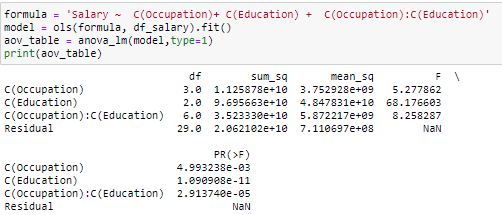 formula = 'Salary ~  C(Occupation)+ C(Education) +  C(Occupation):C(Education)'
model = ols(formula, df_salary).fit()
aov_table = anova_lm(model,type=1)
print(aov_table)
df        sum_sq       mean_sq          F  \
C(Occupation)               3.0  1.125878e+10  3.752928e+09   5.277862
C(Education)                2.0  9.695663e+10  4.847831e+10  68.176603
C(Occupation):C(Education)   6.0  3.523330e+10  5.872217e+09   8.258287
Residual                   29.0  2.062102e+10  7.110697e+08        NaN
PR(>F)
C(Occupation)               4.993238e-03
C(Education)                1.090908e-11
C(Occupation):C(Education)  2.913740e-05
Residual                             NaN